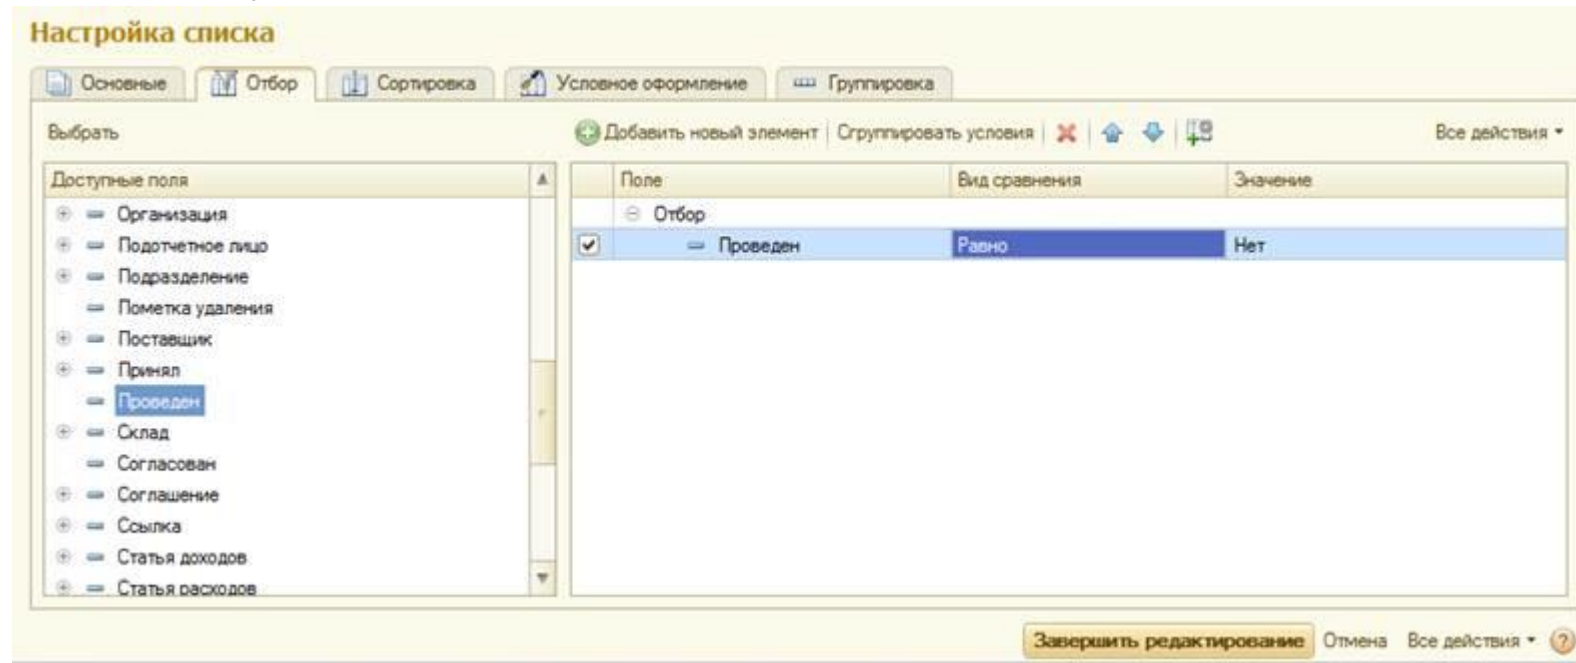 Настройка списка
Основные Отбор Сортировка Условное оформление Группировка
Выбрать Добавить новый элемент Сгруппировать условия Все действия
Доступные поля Поле Вид сравнения Значение
Организация Отбор
Подотчетное лицо Проведен Равно Нет
Подразделение
Пометка удаления
Поставщик
Принял
Проведен
Склад
Согласован
Соглашение
Ссылка
Статья доходов
Статья расходов
Завершить редактирование Отмена Все действия ?